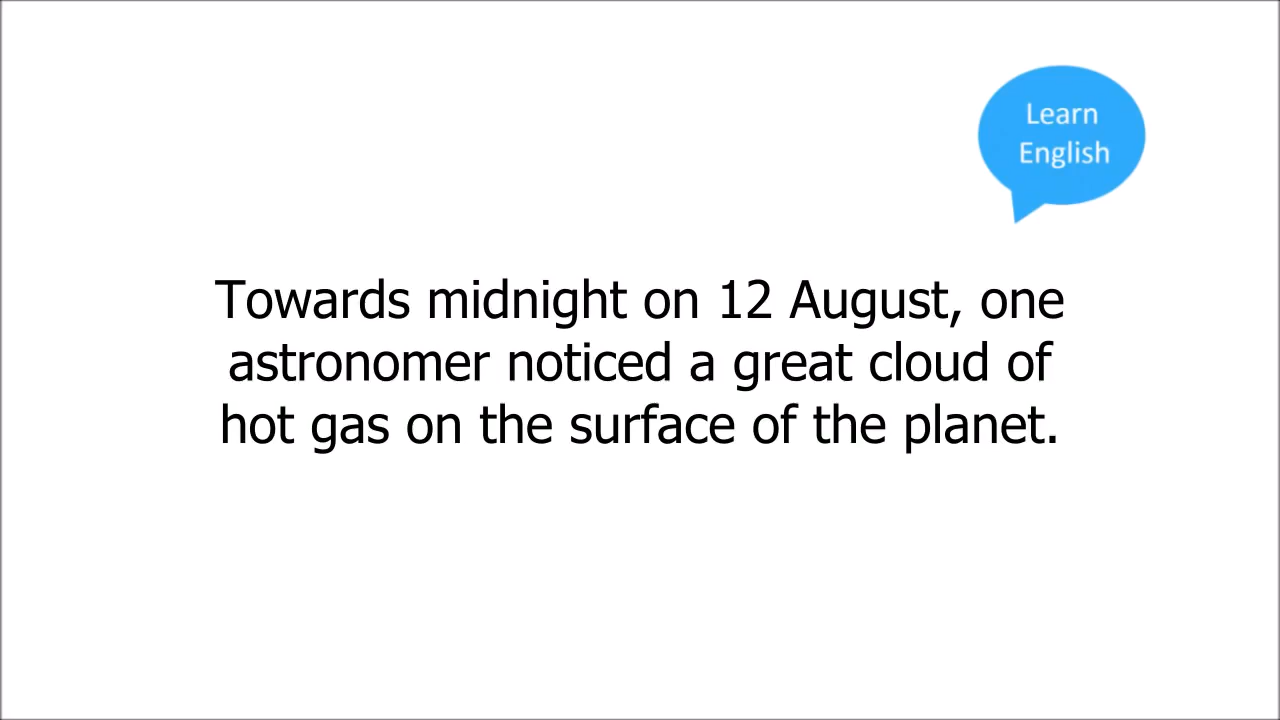 Learn
English
Towards midnight on 12 August, one
astronomer noticed a great cloud of
hot gas on the surface of the planet.